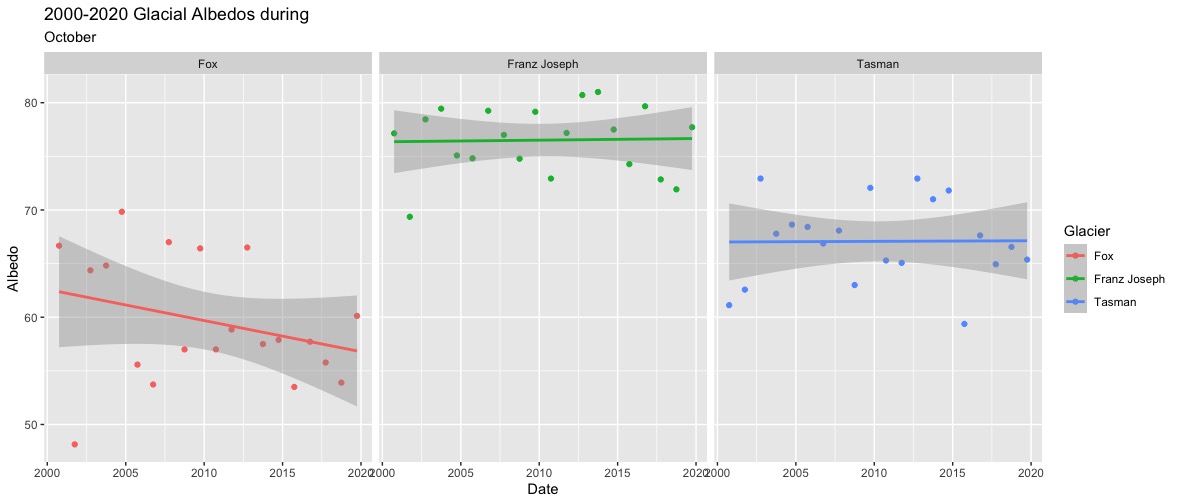 2000-2020 Glacial Albedos during
October
Fox
Franz Joseph
Tasman
Albedo
80
70
60
50
2000 2005 2010 2015 2020
2000 2005 2010 2015 2020
2000 2005 2010 2015 2020
Date
Glacier
Fox
Franz Joseph
Tasman